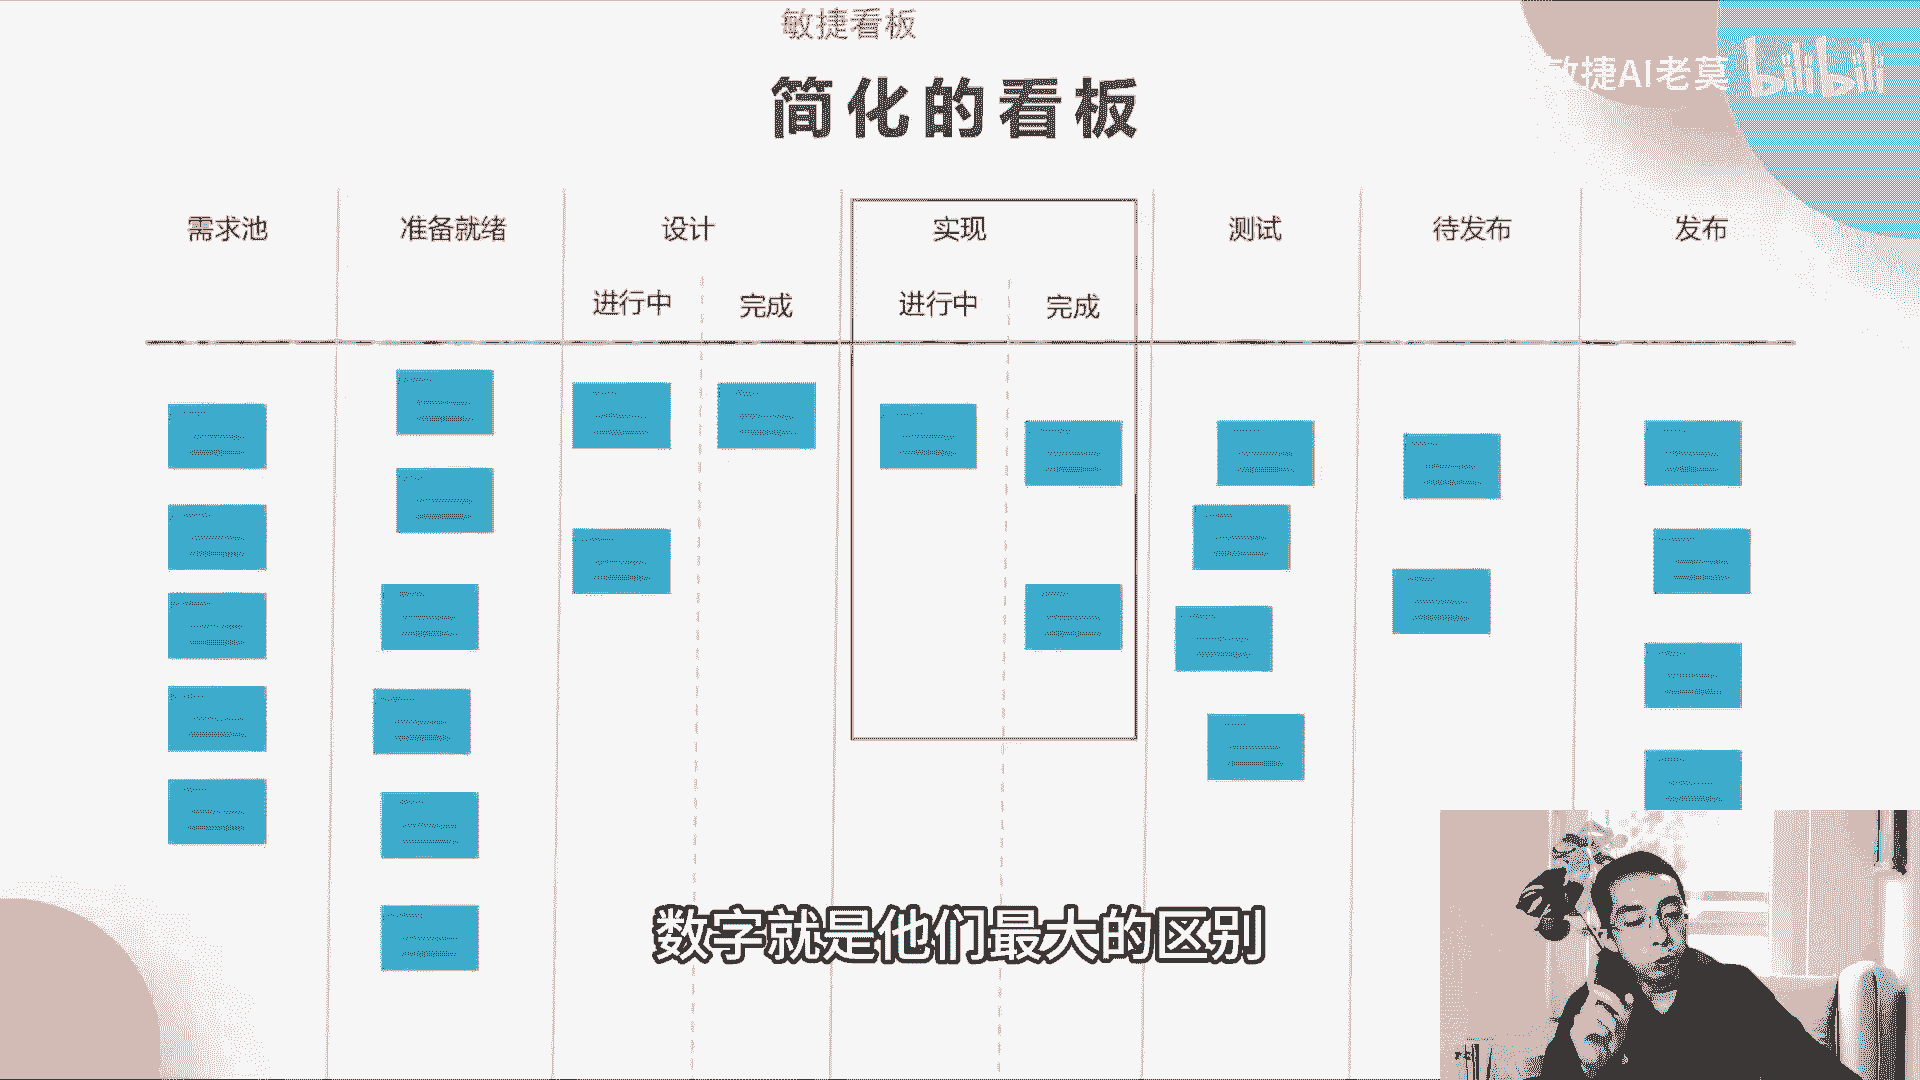 敏捷看板
敏捷AI老莫 bilibili
简化的看板
需求池 准备就绪 设计 实现 测试 待发布 发布
进行中 完成 进行中 完成
数字就是他们最大的区别